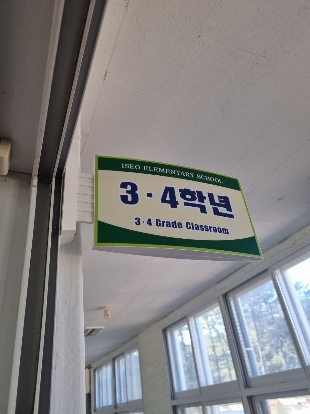 ISEO ELEMENTARY SCHOOL
3·4학년
3·4 Grade Classroom